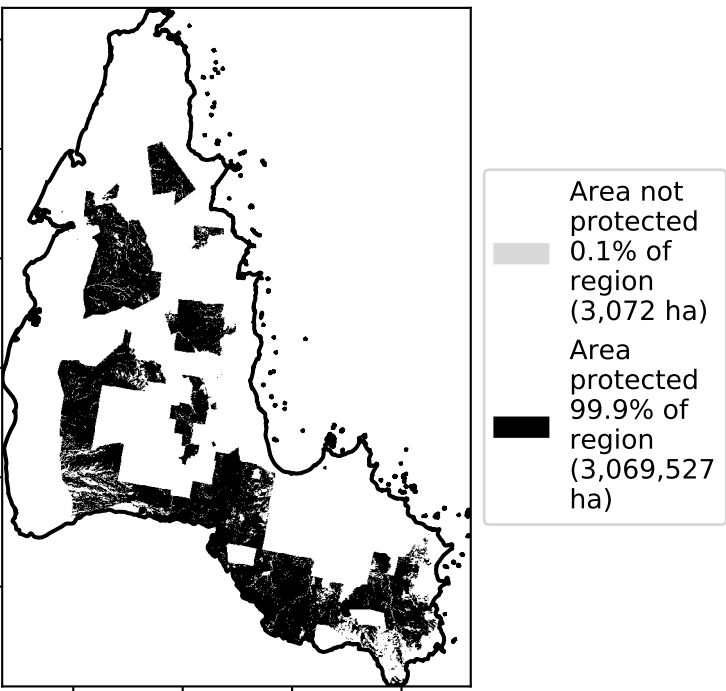 Area not
protected
0.1% of
region
(3,072 ha)
Area
protected
99.9% of
region
(3,069,527
ha)